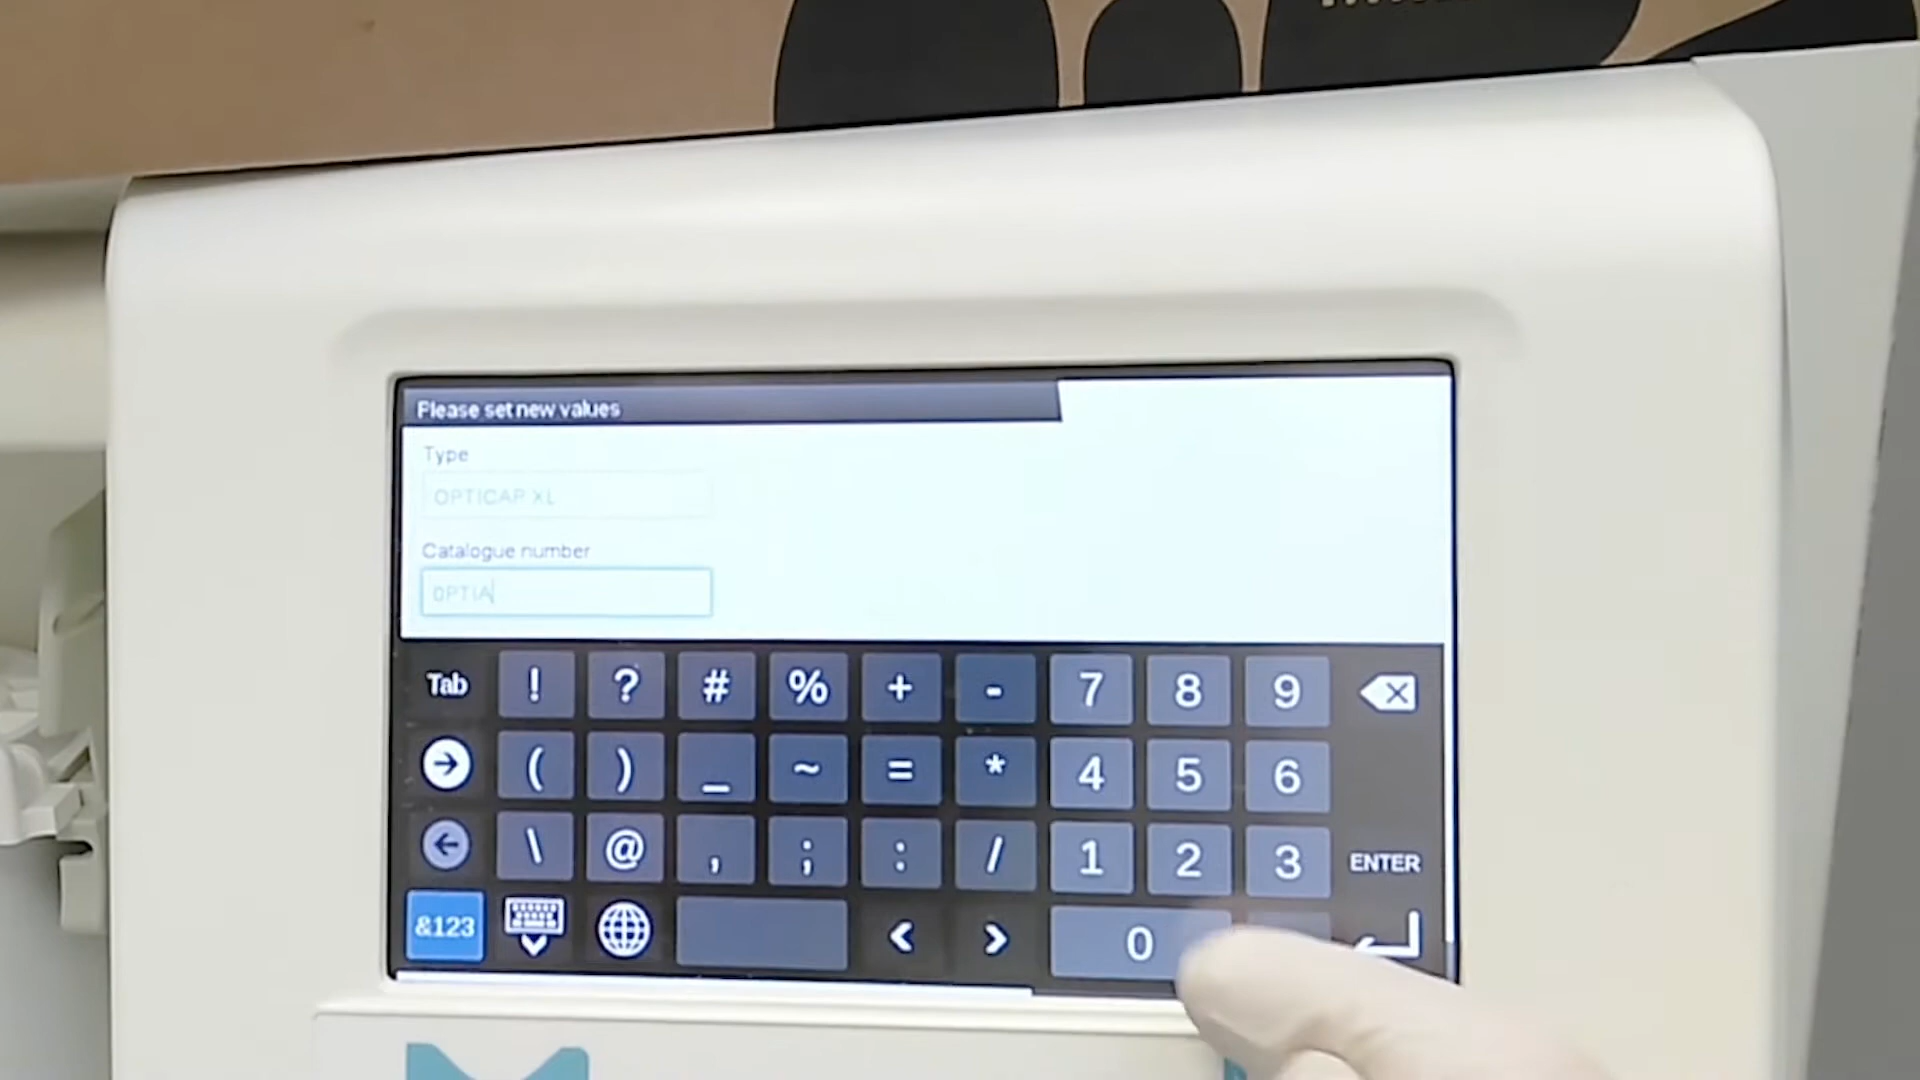 Please set new values
Type
OPTICAP XL
Catalogue number
OPTIA
Tab ! ? # % + - 7 8 9
( ) _ ~ = * 4 5 6
\ @ , ; : / 1 2 3 ENTER
&123 < > 0